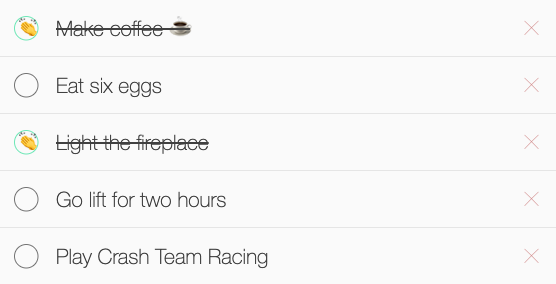 Make coffee ☕
Eat six eggs
Light the fireplace
Go lift for two hours
Play Crash Team Racing